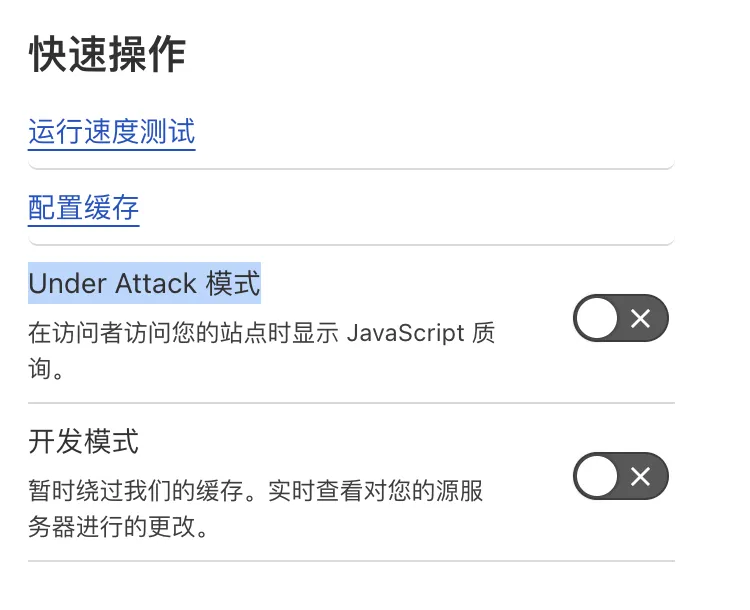 快速操作
运行速度测试
配置缓存
Under Attack 模式
在访问者访问您的站点时显示 JavaScript 质
询。
开发模式
暂时绕过我们的缓存。实时查看对您的源服
务器进行的更改。